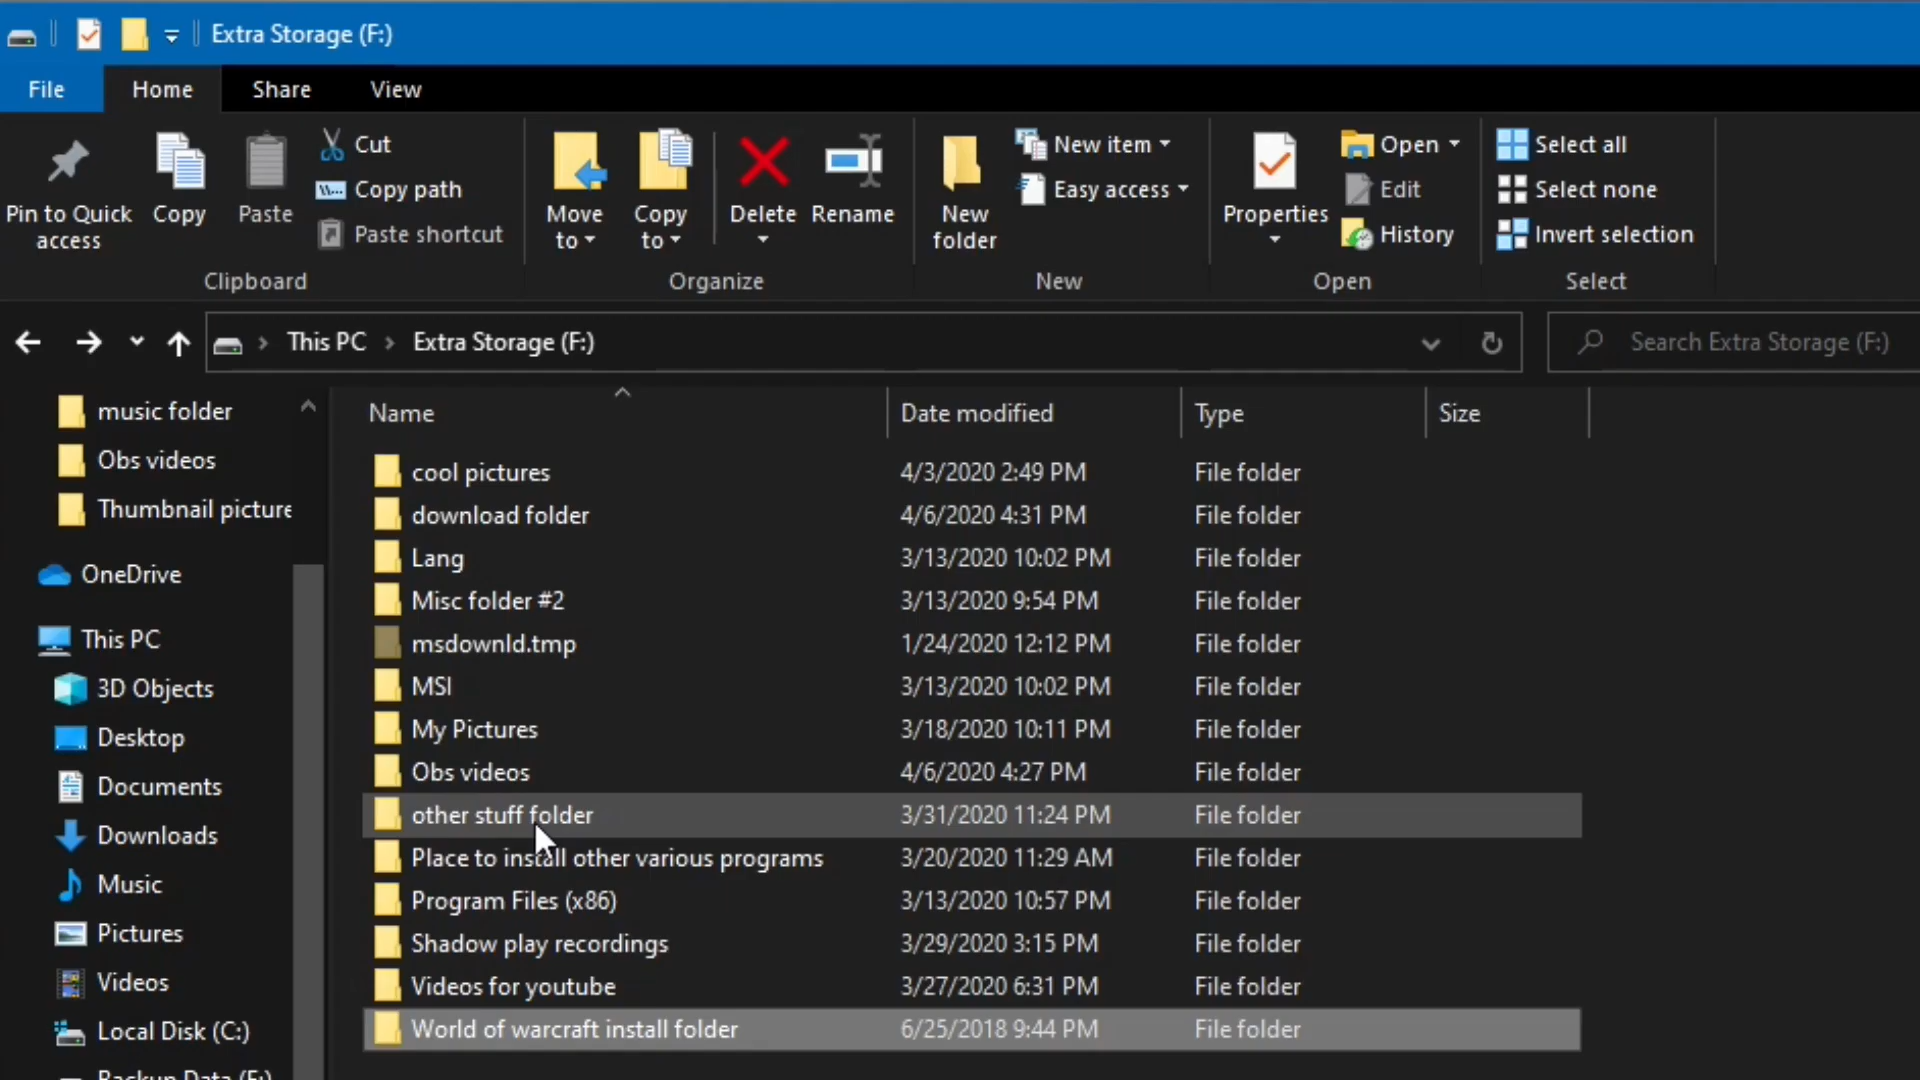 Extra Storage (F:)
File Home Share View
Pin to Quick access
Copy
Paste
Cut
Copy path
Paste shortcut
Clipboard
Move to
Copy to
Delete
Rename
Organize
New folder
New item
Easy access
New
Properties
Open
Edit
History
Open
Select all
Select none
Invert selection
Select
This PC > Extra Storage (F:)
Search Extra Storage (F:)
music folder
Obs videos
Thumbnail picture
OneDrive
This PC
3D Objects
Desktop
Documents
Downloads
Music
Pictures
Videos
Local Disk (C:)
Backup Data (E:)
Name Date modified Type Size
cool pictures 4/3/2020 2:49 PM File folder
download folder 4/6/2020 4:31 PM File folder
Lang 3/13/2020 10:02 PM File folder
Misc folder #2 3/13/2020 9:54 PM File folder
msdownld.tmp 1/24/2020 12:12 PM File folder
MSI 3/13/2020 10:02 PM File folder
My Pictures 3/18/2020 10:11 PM File folder
Obs videos 4/6/2020 4:27 PM File folder
other stuff folder 3/31/2020 11:24 PM File folder
Place to install other various programs 3/20/2020 11:29 AM File folder
Program Files (x86) 3/13/2020 10:57 PM File folder
Shadow play recordings 3/29/2020 3:15 PM File folder
Videos for youtube 3/27/2020 6:31 PM File folder
World of warcraft install folder 6/25/2018 9:44 PM File folder